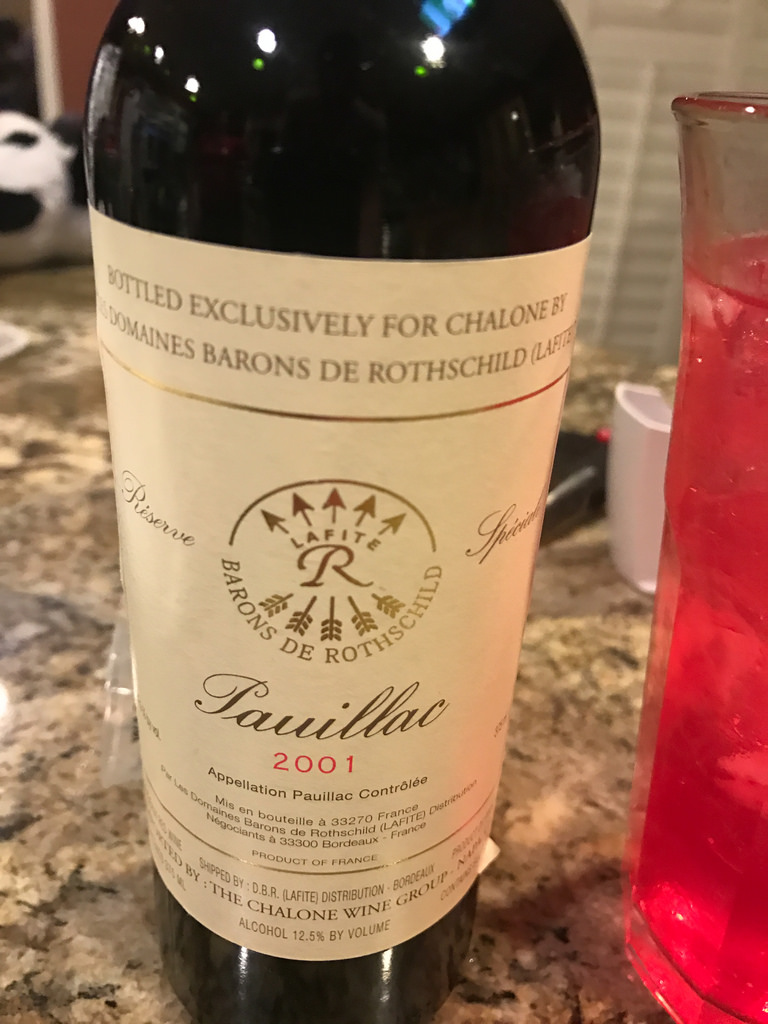 BOTTLED EXCLUSIVELY FOR CHALONE BY
DOMAINES BARONS DE ROTHSCHILD (LAFITE
Réserve
Spéciale
LAFITE
R
BARONS DE ROTHSCHILD
Pauillac
2001
Appellation Pauillac Contrôlée
Mis en bouteille à 33270 France
Par Les Domaines Barons de Rothschild (LAFITE) Distribution
Négociants à 33300 Bordeaux - France
PRODUCT OF FRANCE
SHIPPED BY : D.B.R. (LAFITE) DISTRIBUTION - BORDEAUX
BY : THE CHALONE WINE GROUP -
ALCOHOL 12.5% BY VOLUME